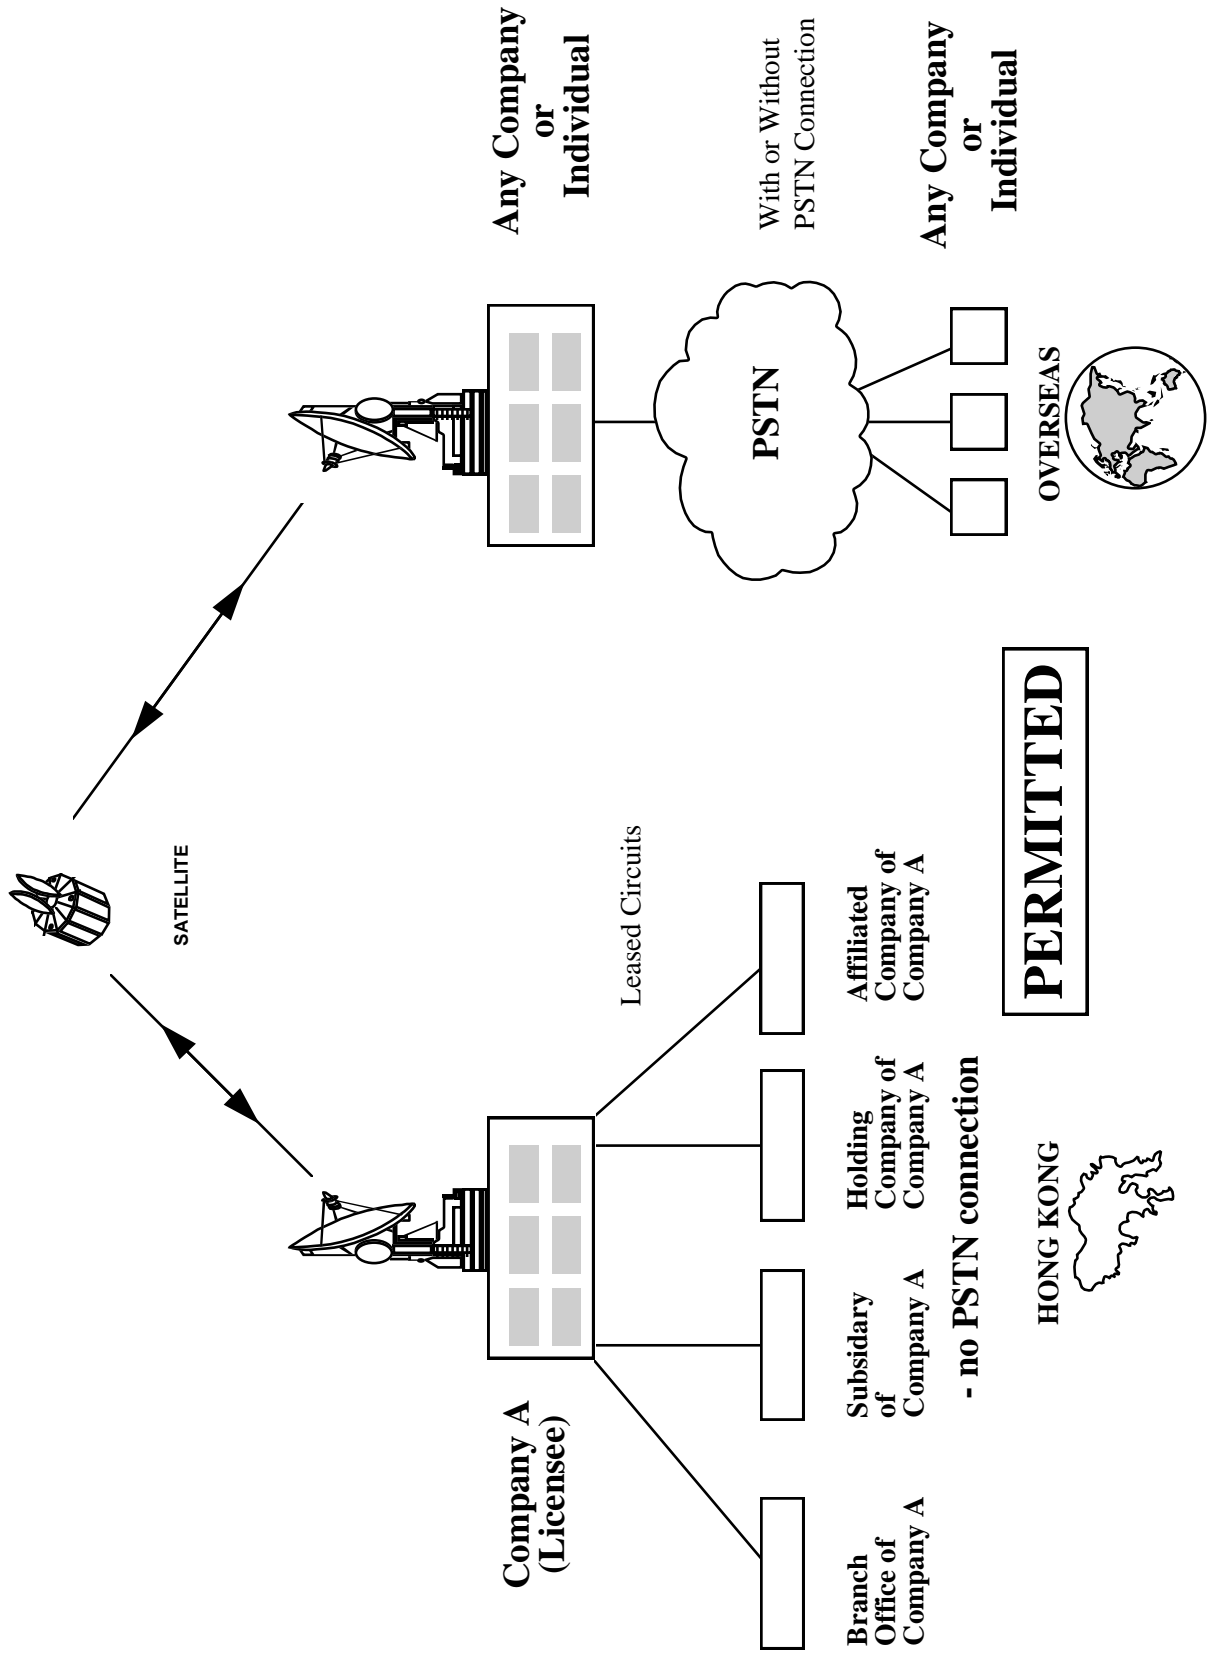 SATELLITE
Company A
(Licensee)
Any Company
or
Individual
Leased Circuits
PSTN
With or Without
PSTN Connection
Branch
Office of
Company A
Subsidary
of
Company A
Holding
Company of
Company A
Affiliated
Company of
Company A
Any Company
or
Individual
- no PSTN connection
HONG KONG
PERMITTED
OVERSEAS